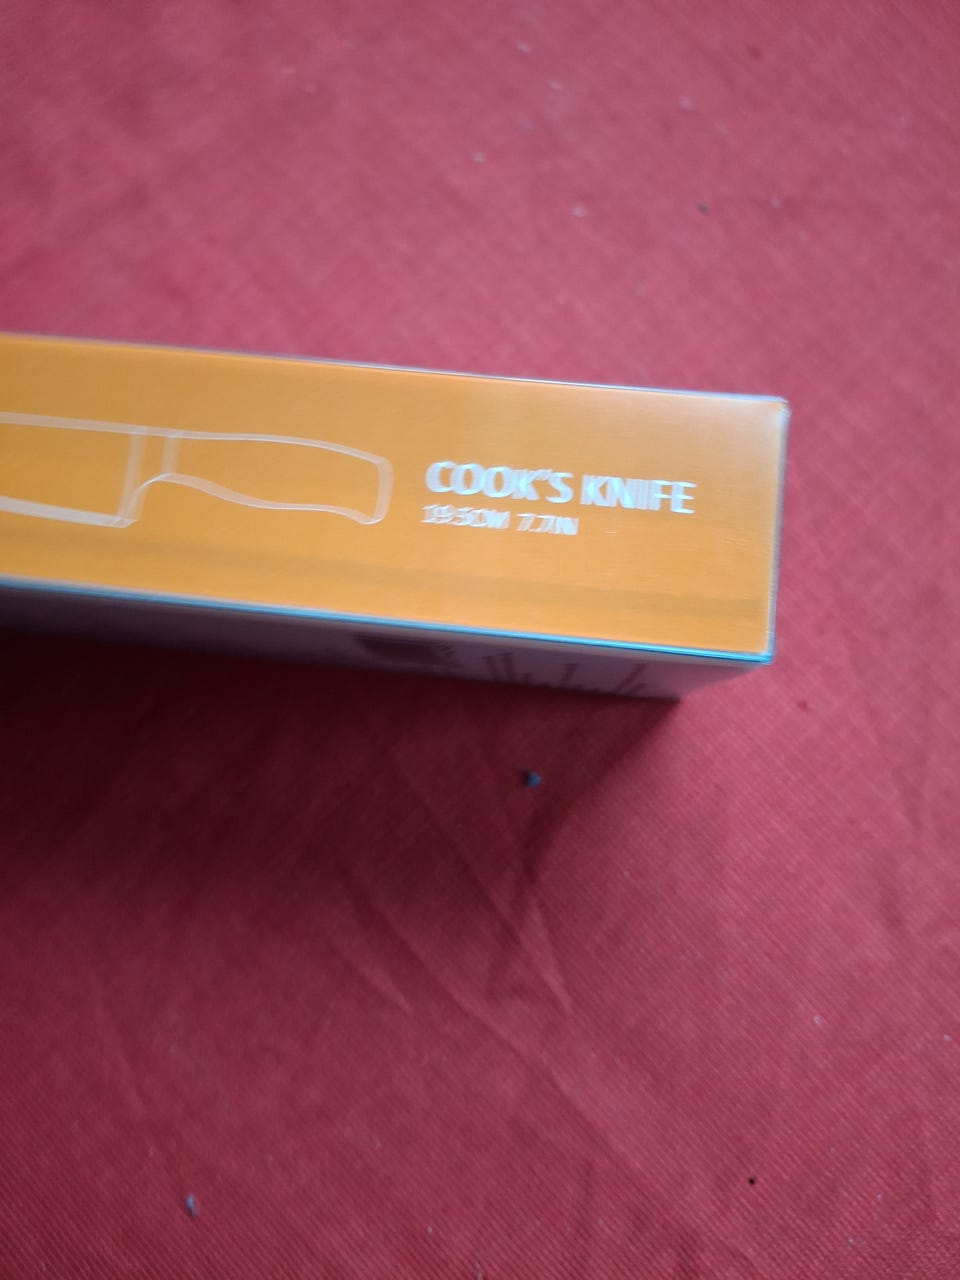 COOK'S KNIFE
19.5CM 7.7IN